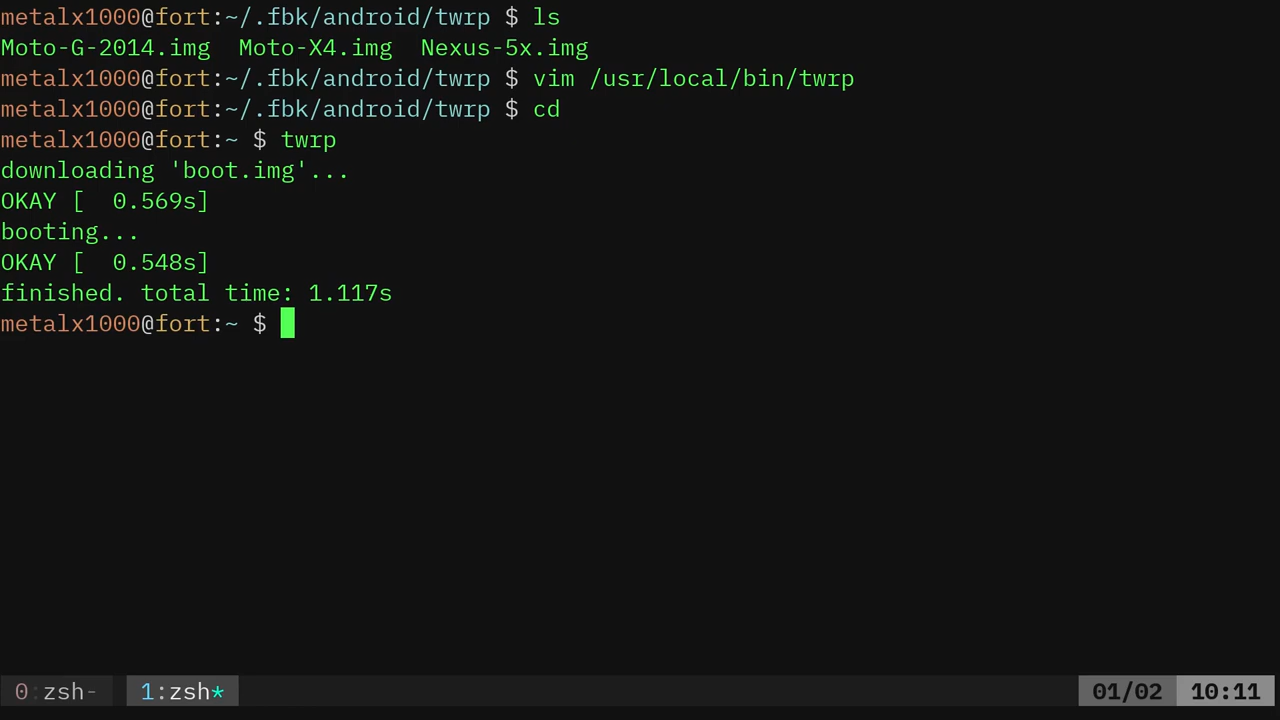 metalx1000@fort:~/.fbk/android/twrp $ ls
Moto-G-2014.img  Moto-X4.img  Nexus-5x.img
metalx1000@fort:~/.fbk/android/twrp $ vim /usr/local/bin/twrp
metalx1000@fort:~/.fbk/android/twrp $ cd
metalx1000@fort:~ $ twrp
downloading 'boot.img'...
OKAY [  0.569s]
booting...
OKAY [  0.548s]
finished. total time: 1.117s
metalx1000@fort:~ $
0:zsh-  1:zsh*  01/02  10:11